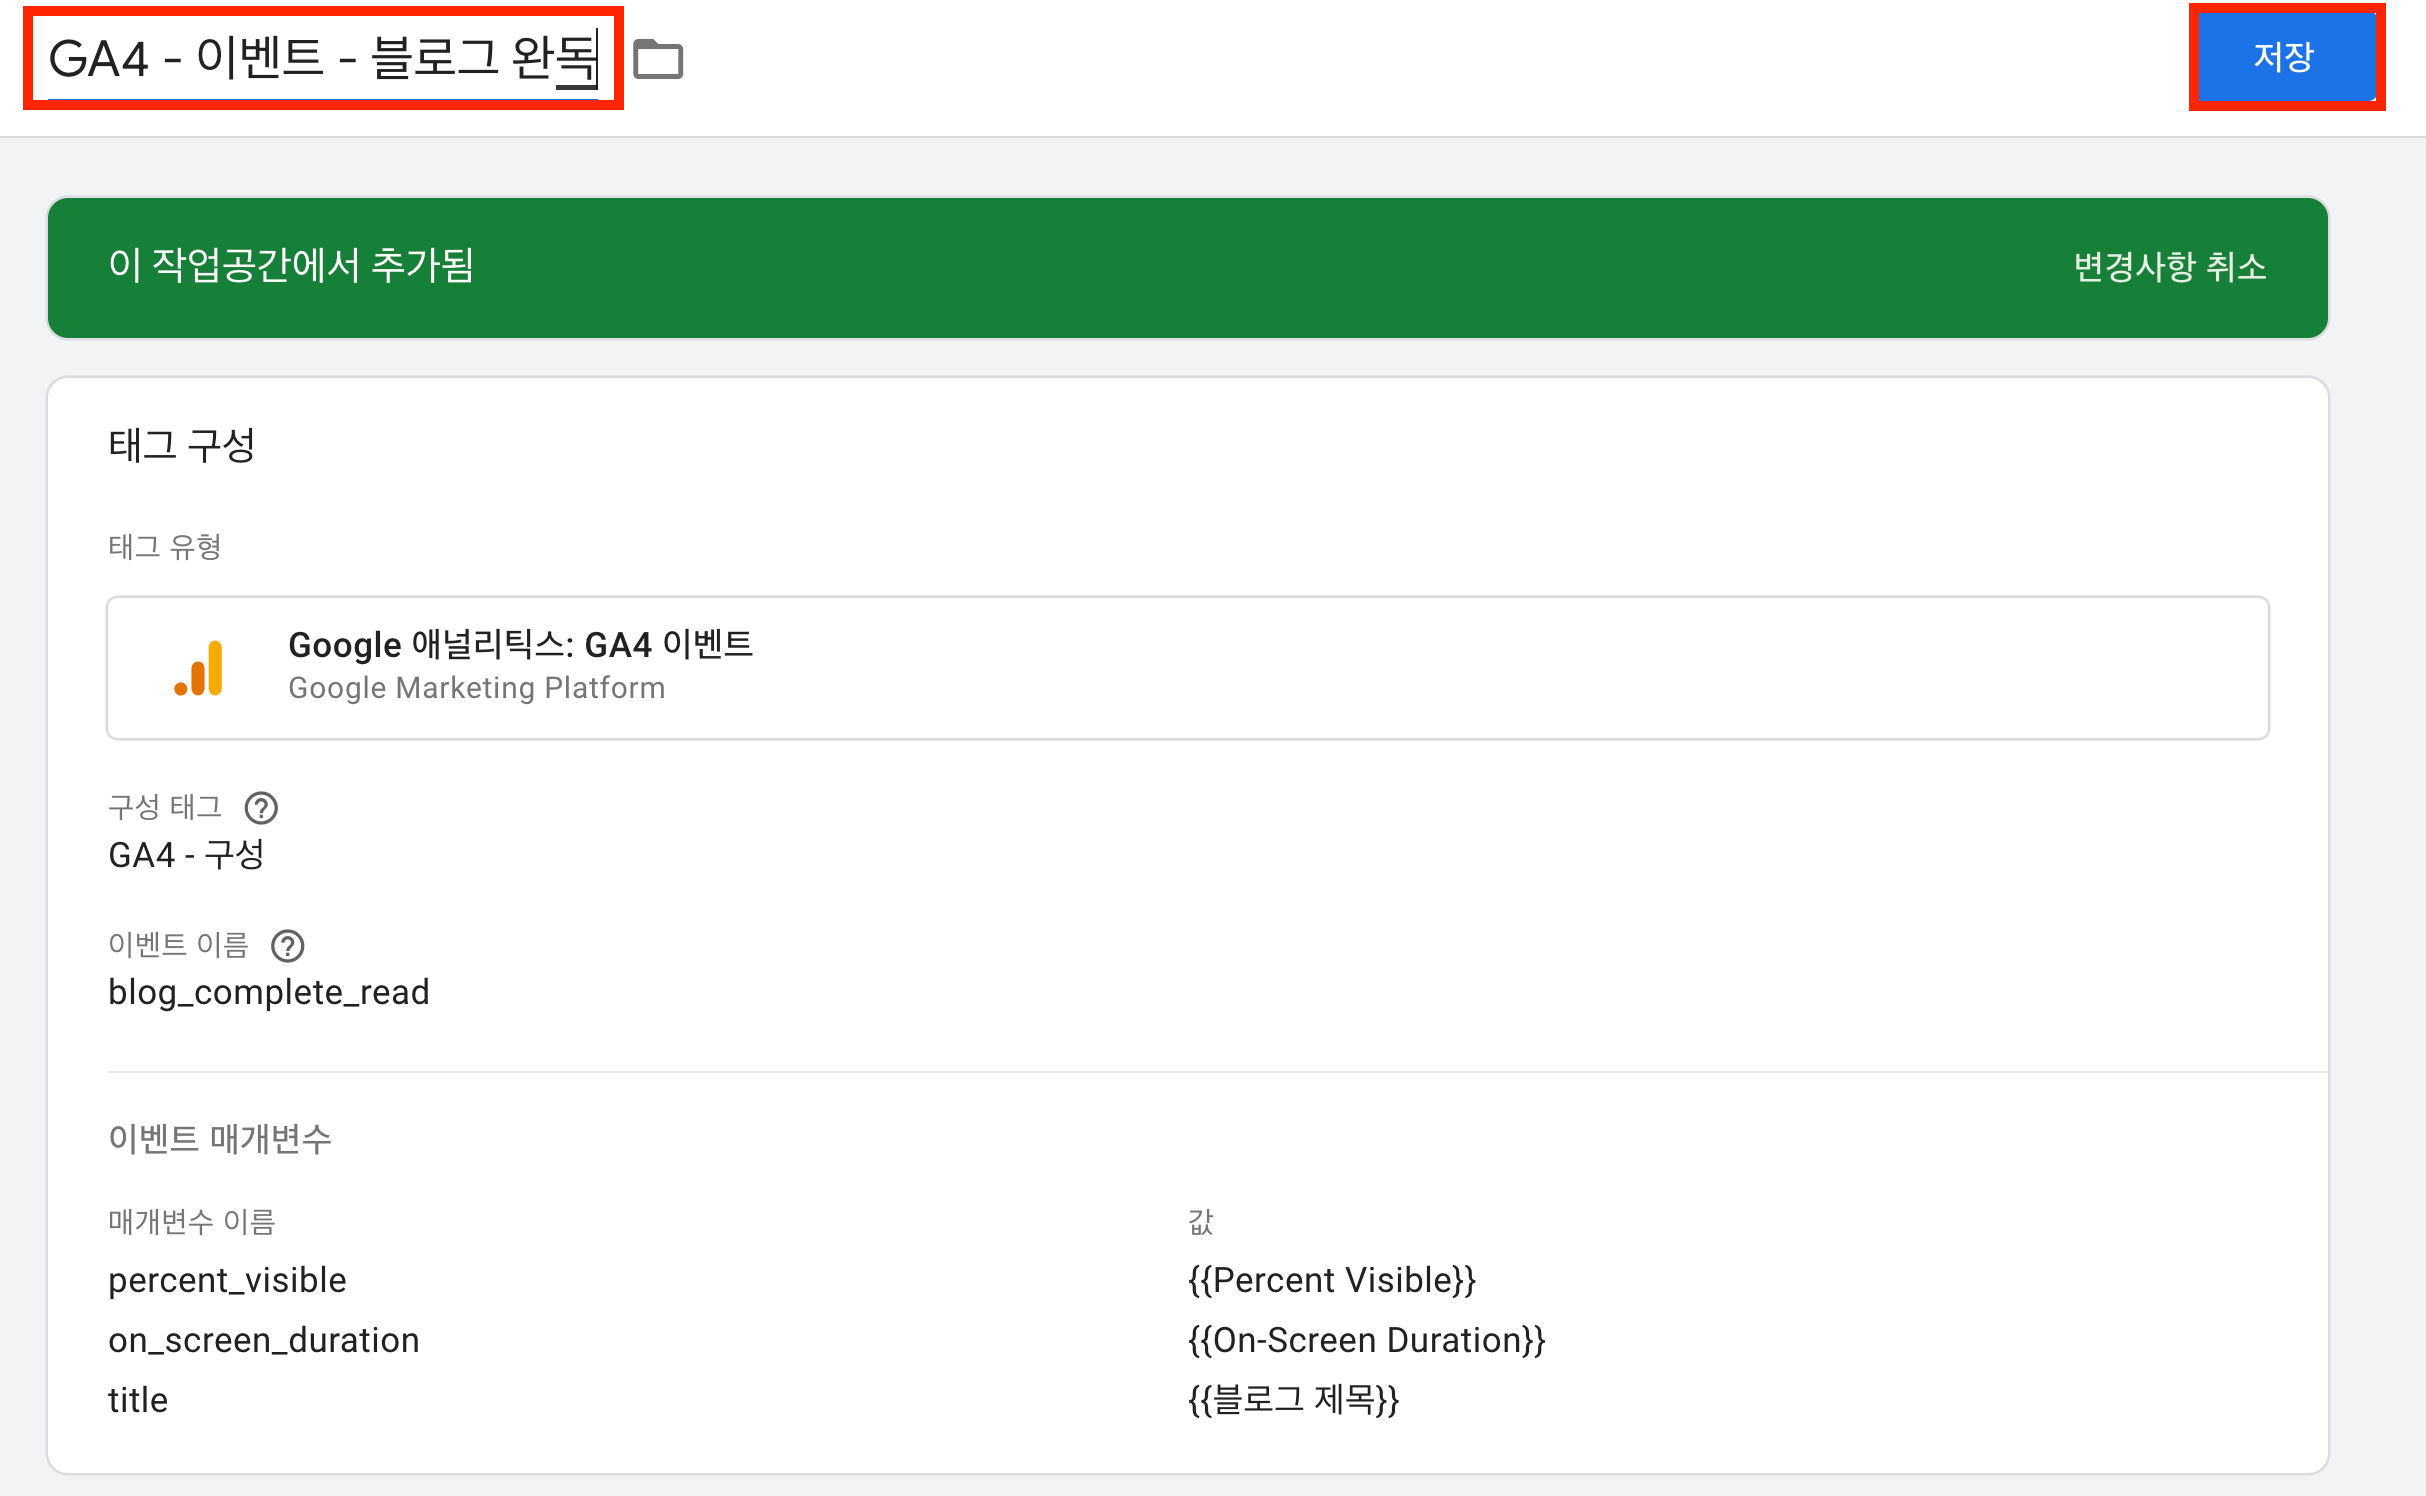 GA4 - 이벤트 - 블로그 완독
저장
이 작업공간에서 추가됨
변경사항 취소
태그 구성
태그 유형
Google 애널리틱스: GA4 이벤트
Google Marketing Platform
구성 태그
GA4 - 구성
이벤트 이름
blog_complete_read
이벤트 매개변수
매개변수 이름 값
percent_visible {{Percent Visible}}
on_screen_duration {{On-Screen Duration}}
title {{블로그 제목}}